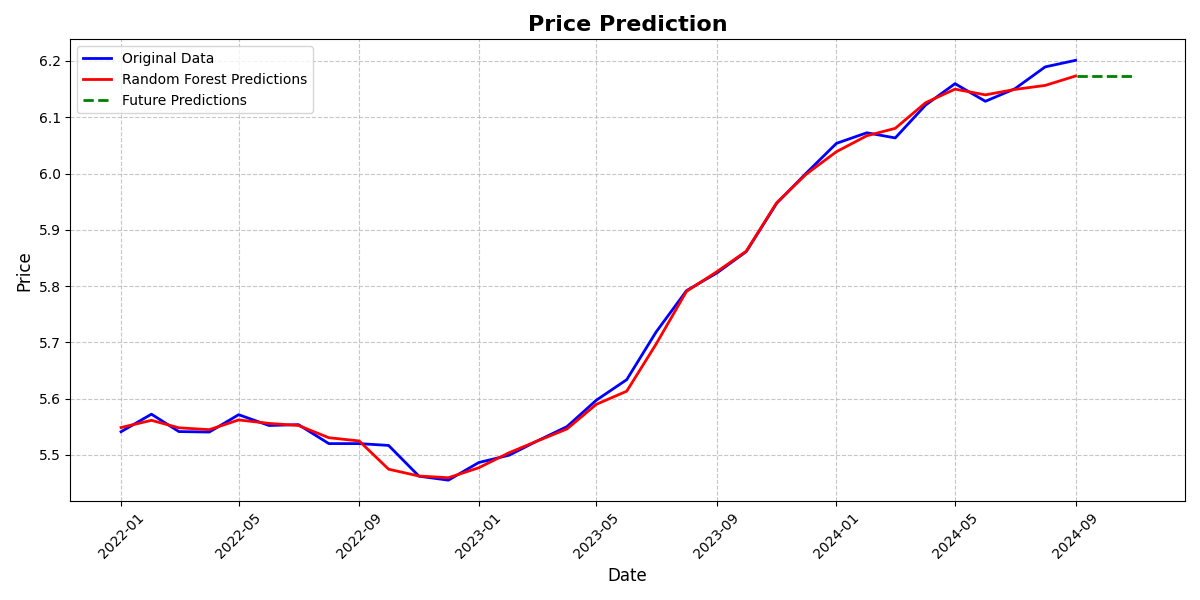 Price Prediction
Original Data
Random Forest Predictions
Future Predictions
Price
6.2
6.1
6.0
5.9
5.8
5.7
5.6
5.5
2022-01
2022-05
2022-09
2023-01
2023-05
2023-09
2024-01
2024-05
2024-09
Date